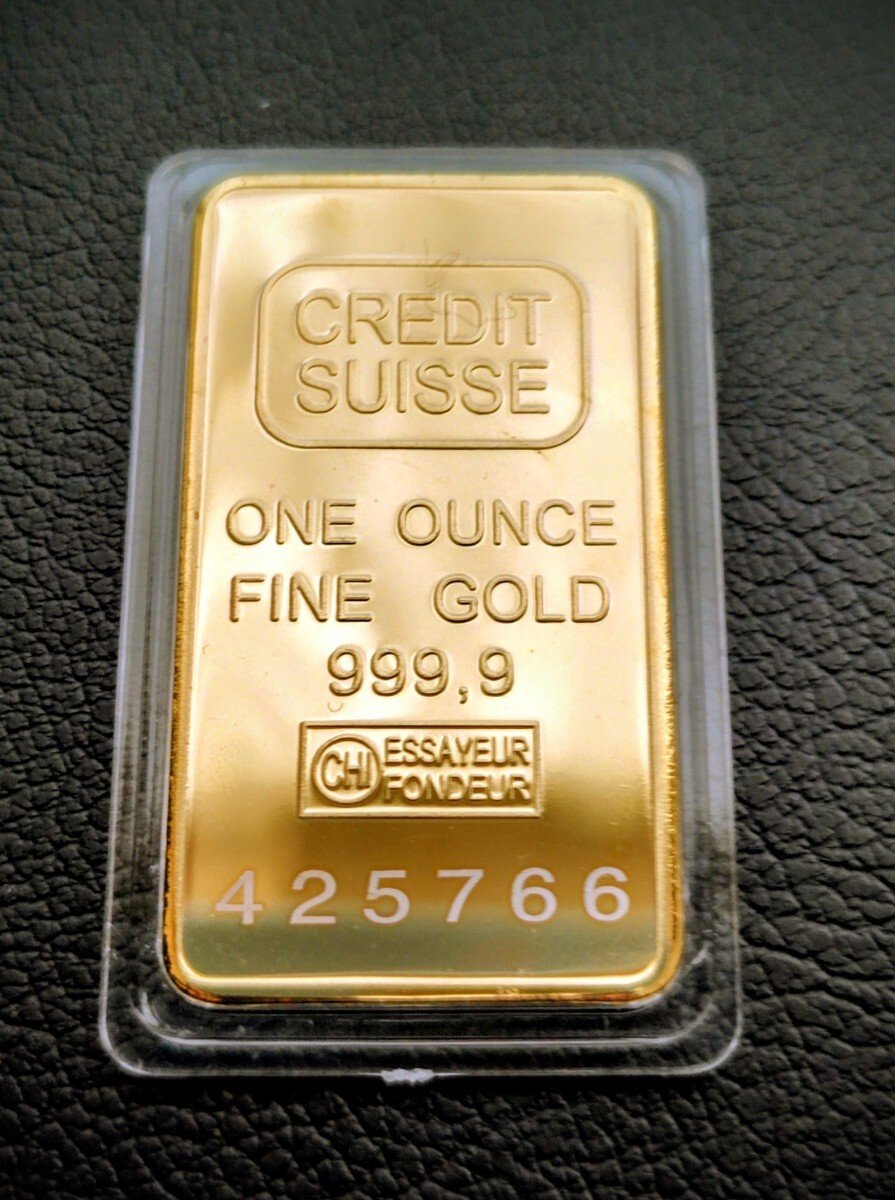 CREDIT
SUISSE
ONE OUNCE
FINE GOLD
999,9
CHI ESSAYEUR
FONDEUR
425766